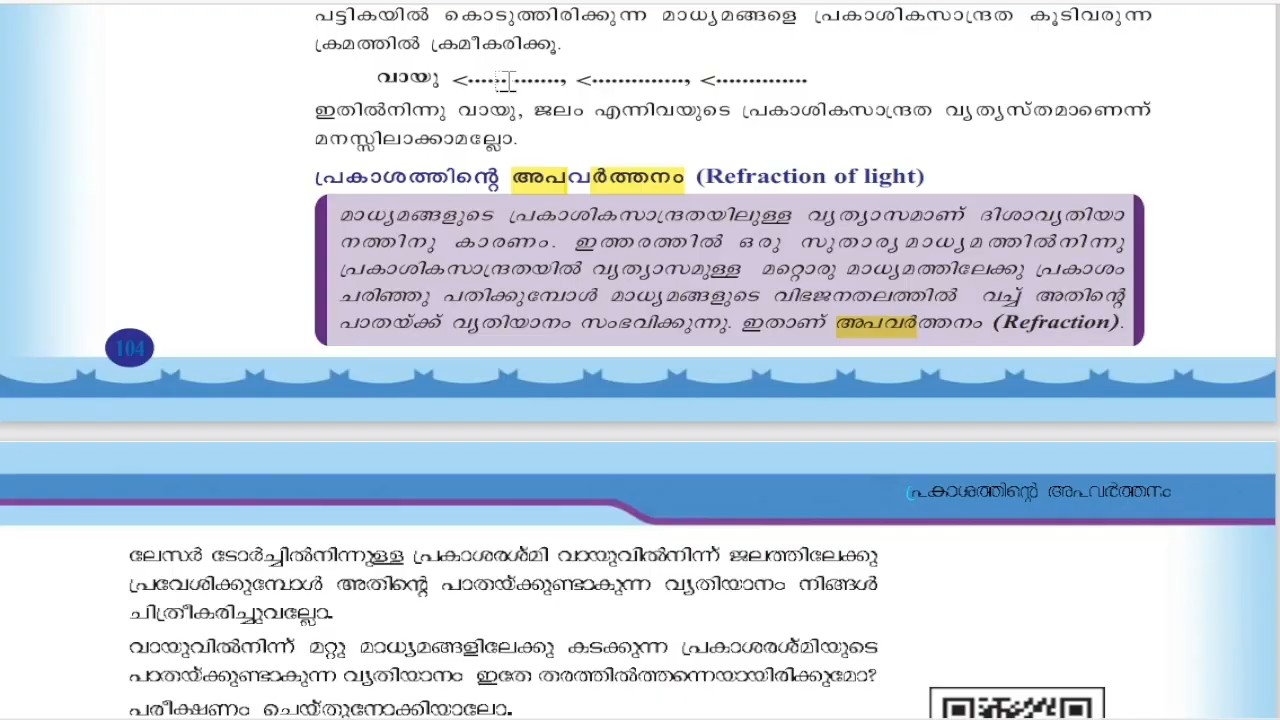 പട്ടികയിൽ കൊടുത്തിരിക്കുന്ന മാധ്യമങ്ങളെ പ്രകാശികസാന്ദ്രത കൂടിവരുന്ന
ക്രമത്തിൽ ക്രമീകരിക്കൂ.
വായു <.............., <.............., <..............
ഇതിൽനിന്നു വായു, ജലം എന്നിവയുടെ പ്രകാശികസാന്ദ്രത വ്യത്യസ്തമാണെന്ന്
മനസ്സിലാക്കാമല്ലോ.
പ്രകാശത്തിന്റെ അപവർത്തനം (Refraction of light)
മാധ്യമങ്ങളുടെ പ്രകാശികസാന്ദ്രതയിലുള്ള വ്യത്യാസമാണ് ദിശാവ്യതിയാ
നത്തിനു കാരണം. ഇത്തരത്തിൽ ഒരു സുതാര്യമാധ്യമത്തിൽനിന്നു
പ്രകാശികസാന്ദ്രതയിൽ വ്യത്യാസമുള്ള മറ്റൊരു മാധ്യമത്തിലേക്കു പ്രകാശം
ചരിഞ്ഞു പതിക്കുമ്പോൾ മാധ്യമങ്ങളുടെ വിഭജനതലത്തിൽ വച്ച് അതിന്റെ
പാതയ്ക്ക് വ്യതിയാനം സംഭവിക്കുന്നു. ഇതാണ് അപവർത്തനം (Refraction).
104
പ്രകാശത്തിന്റെ അപവർത്തനം
ലേസർ ടോർച്ചിൽനിന്നുള്ള പ്രകാശരശ്മി വായുവിൽനിന്ന് ജലത്തിലേക്കു
പ്രവേശിക്കുമ്പോൾ അതിന്റെ പാതയ്ക്കുണ്ടാകുന്ന വ്യതിയാനം നിങ്ങൾ
ചിത്രീകരിച്ചുവല്ലോ.
വായുവിൽനിന്ന് മറ്റു മാധ്യമങ്ങളിലേക്കു കടക്കുന്ന പ്രകാശരശ്മിയുടെ
പാതയ്ക്കുണ്ടാകുന്ന വ്യതിയാനം ഇതേ തരത്തിൽത്തന്നെയായിരിക്കുമോ?
പരീക്ഷണം ചെയ്തുനോക്കിയാലോ.